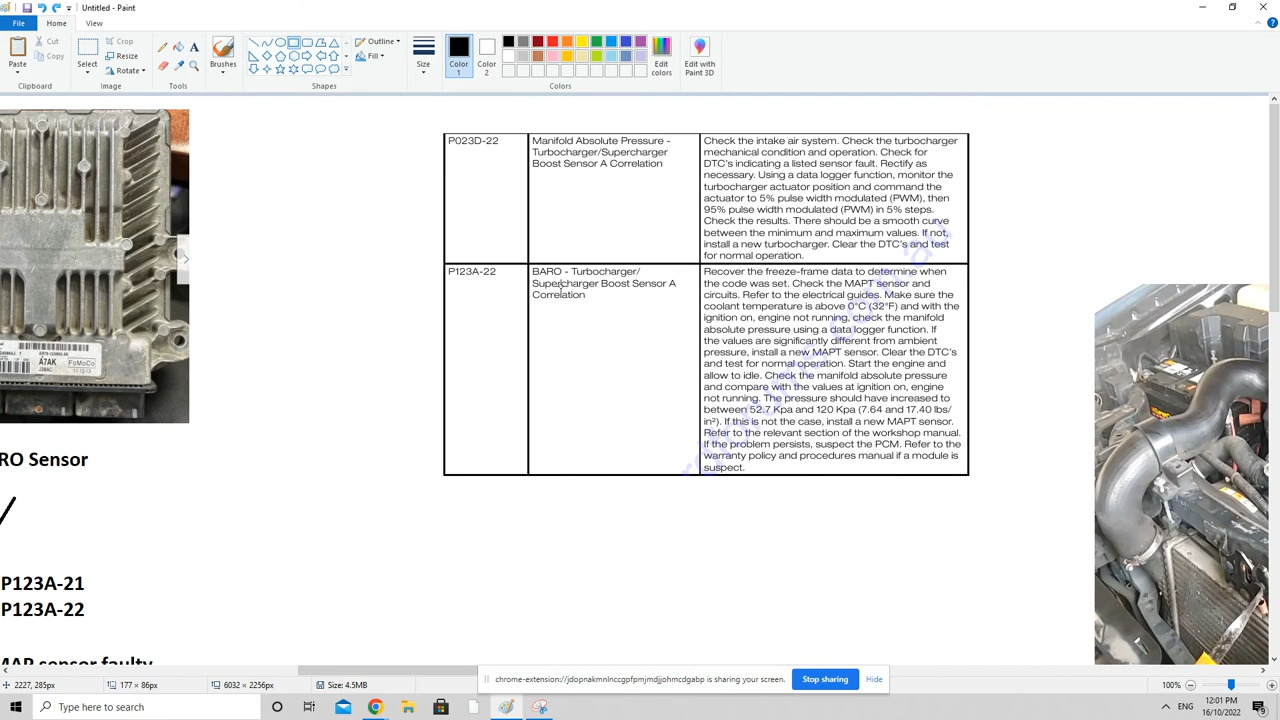 Untitled - Paint
File
Home
View
Paste
Cut
Copy
Clipboard
Select
Crop
Resize
Rotate
Image
Tools
Brushes
Outline
Fill
Shapes
Size
Color
1
Color
2
Edit
colors
Edit with
Paint 3D
Colors
A7AK
FoMoCo
RO Sensor
P123A-21
P123A-22
MAP sensor faulty
P023D-22
Manifold Absolute Pressure -
Turbocharger/Supercharger
Boost Sensor A Correlation
Check the intake air system. Check the turbocharger
mechanical condition and operation. Check for
DTC's indicating a listed sensor fault. Rectify as
necessary. Using a data logger function, monitor the
turbocharger actuator position and command the
actuator to 5% pulse width modulated (PWM), then
95% pulse width modulated (PWM) in 5% steps.
Check the results. There should be a smooth curve
between the minimum and maximum values. If not,
install a new turbocharger. Clear the DTC's and test
for normal operation.
P123A-22
BARO - Turbocharger/
Supercharger Boost Sensor A
Correlation
Recover the freeze-frame data to determine when
the code was set. Check the MAPT sensor and
circuits. Refer to the electrical guides. Make sure the
coolant temperature is above 0°C (32°F) and with the
ignition on, engine not running, check the manifold
absolute pressure using a data logger function. If
the values are significantly different from ambient
pressure, install a new MAPT sensor. Clear the DTC's
and test for normal operation. Start the engine and
allow to idle. Check the manifold absolute pressure
and compare with the values at ignition on, engine
not running. The pressure should have increased to
between 52.7 Kpa and 120 Kpa (7.64 and 17.40 lbs/
in²). If this is not the case, install a new MAPT sensor.
Refer to the relevant section of the workshop manual.
If the problem persists, suspect the PCM. Refer to the
warranty policy and procedures manual if a module is
suspect.
chrome-extension://jdopnakmnlnccgpfpmjmdjjohmcdgabp is sharing your screen.
Stop sharing
Hide
2227, 285px
177 × 86px
6032 × 2256px
Size: 4.5MB
100%
Type here to search
ENG
12:01 PM
16/10/2022